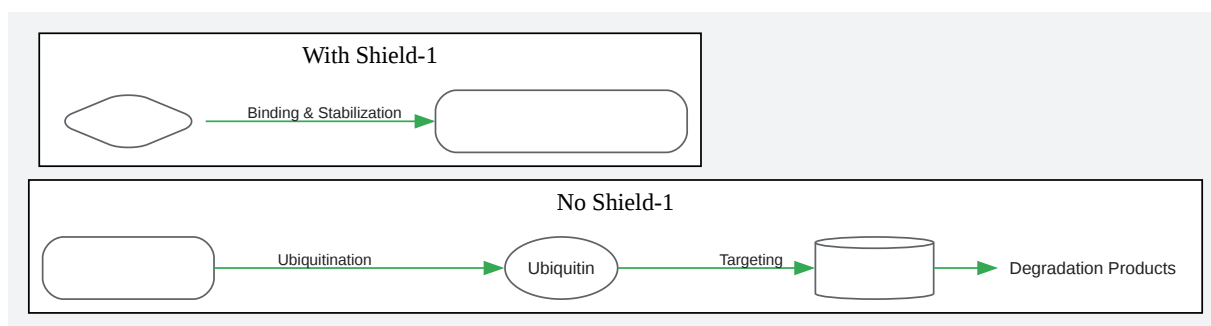 With Shield-1
Binding & Stabilization
No Shield-1
Ubiquitination
Ubiquitin
Targeting
Degradation Products